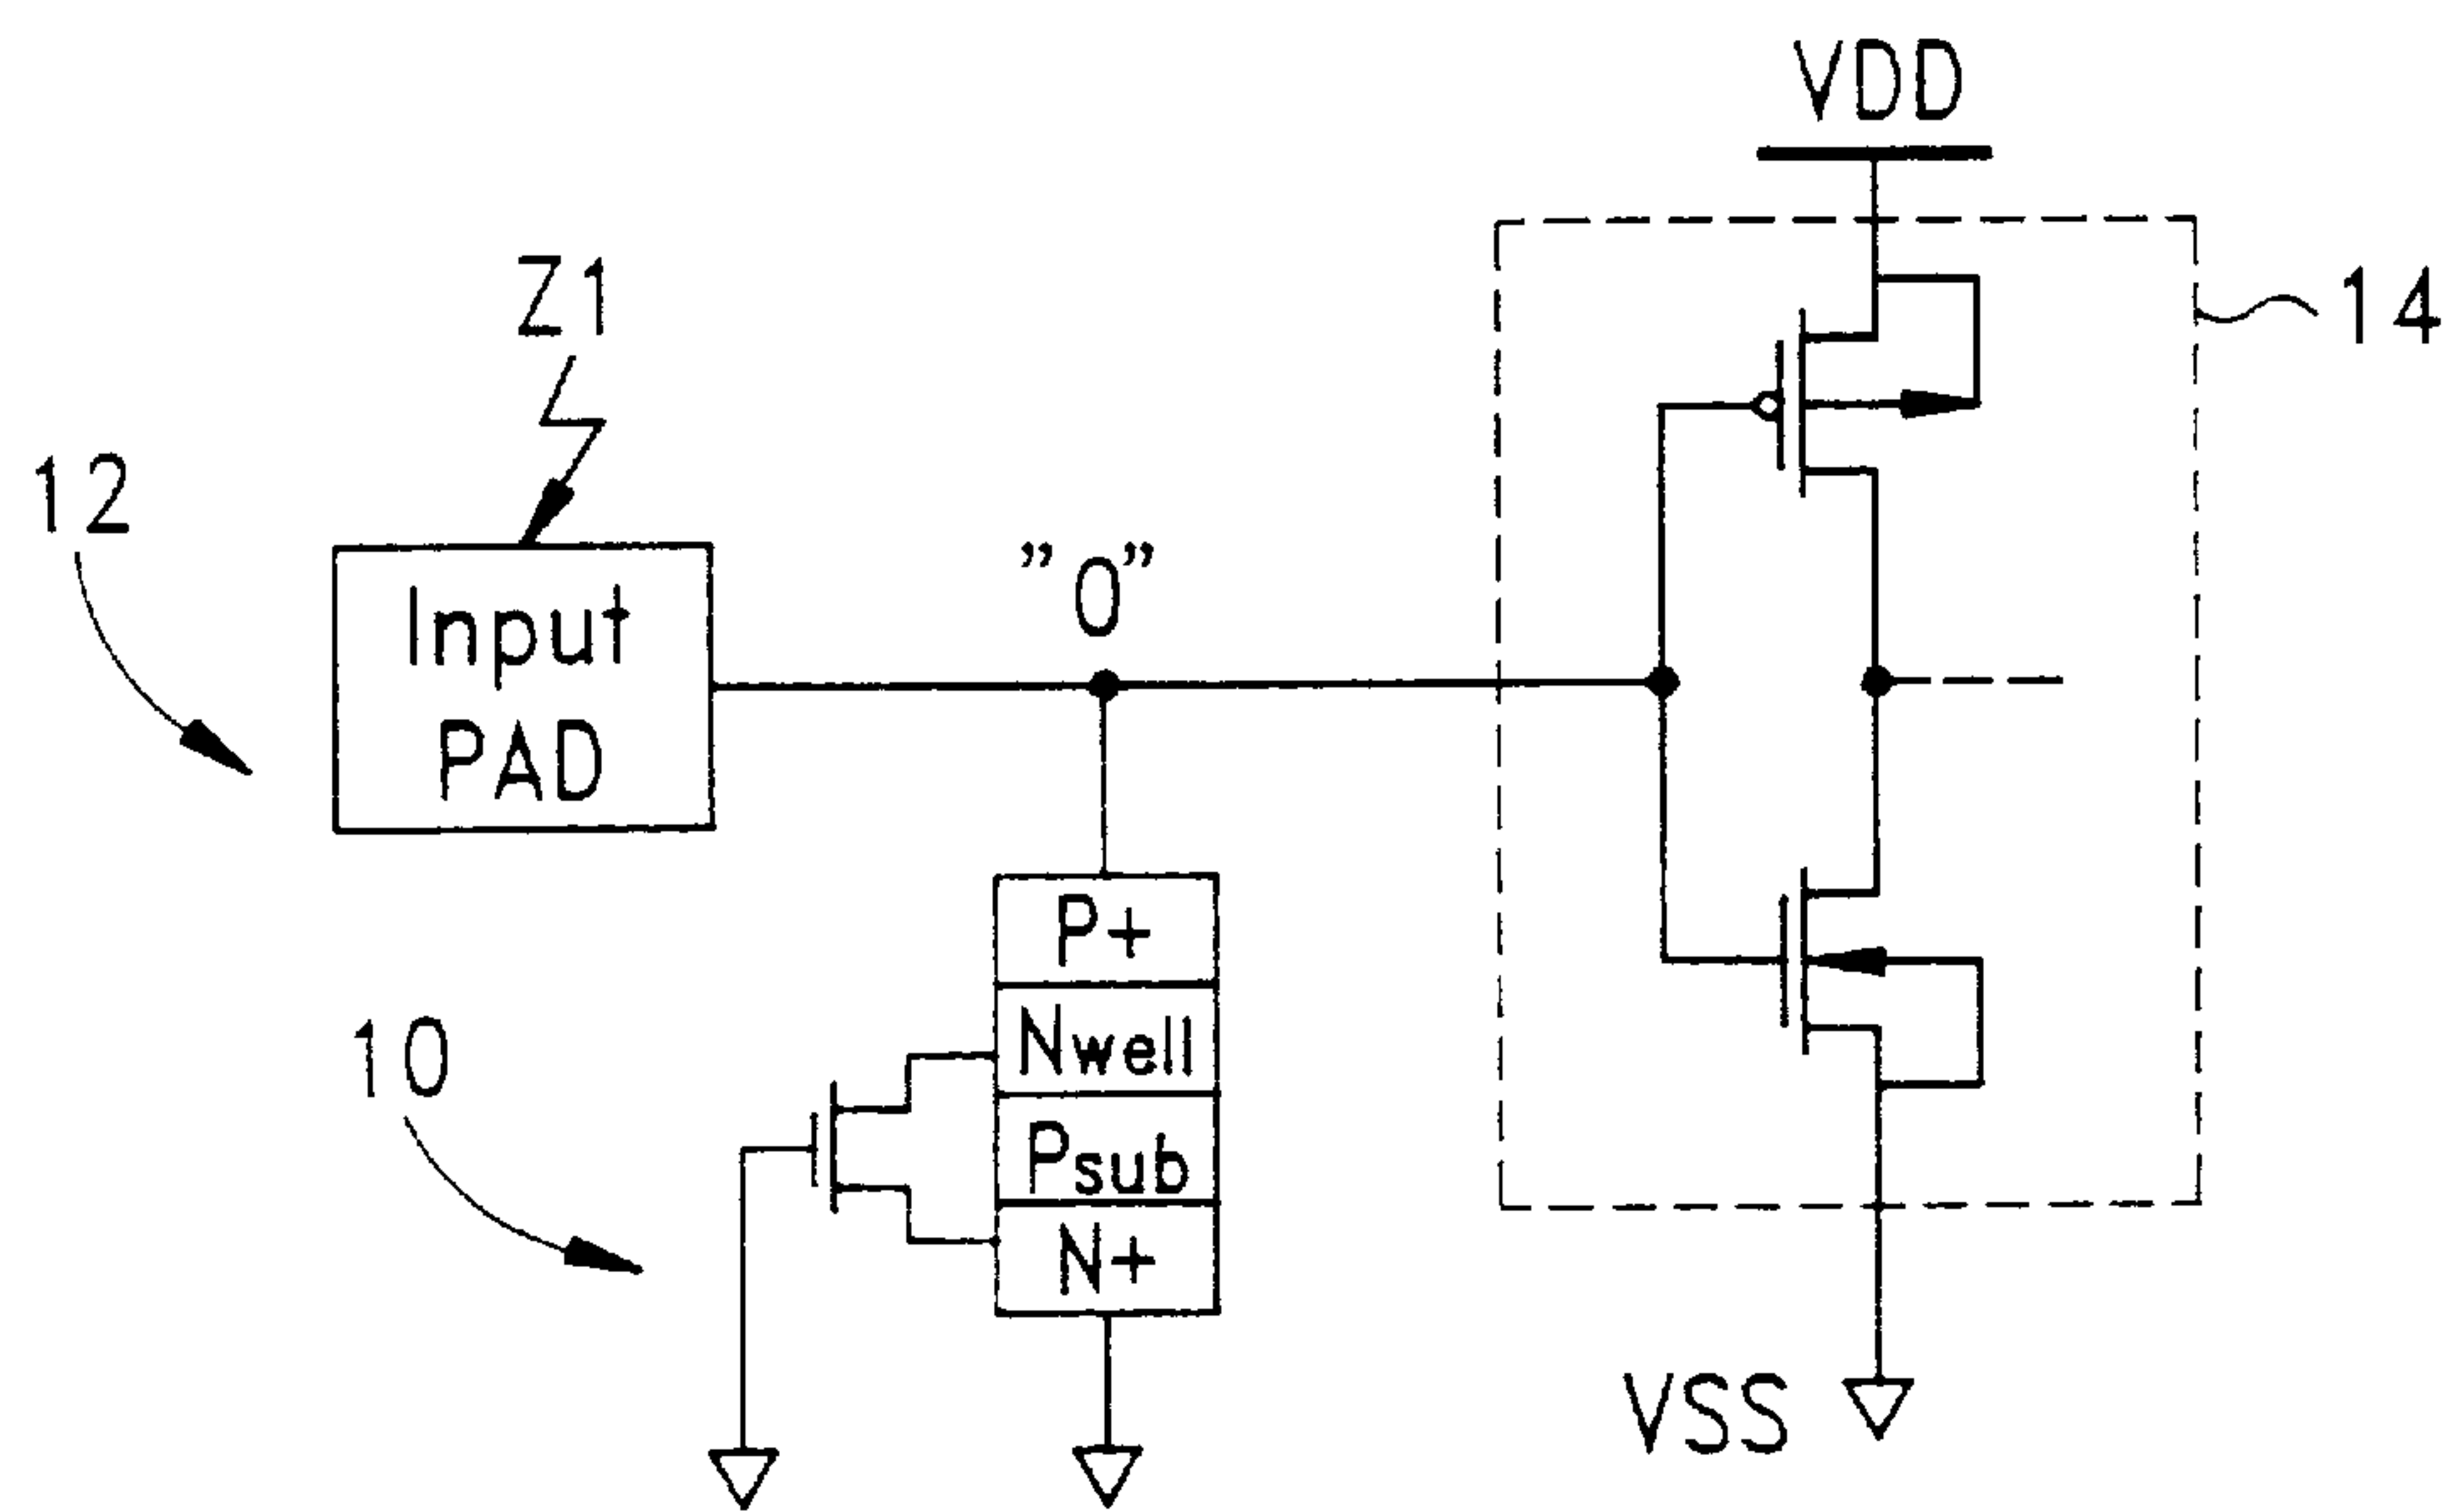 VDD
Z1
14
12
"0"
Input
PAD
P+
Nwell
10
Psub
N+
VSS